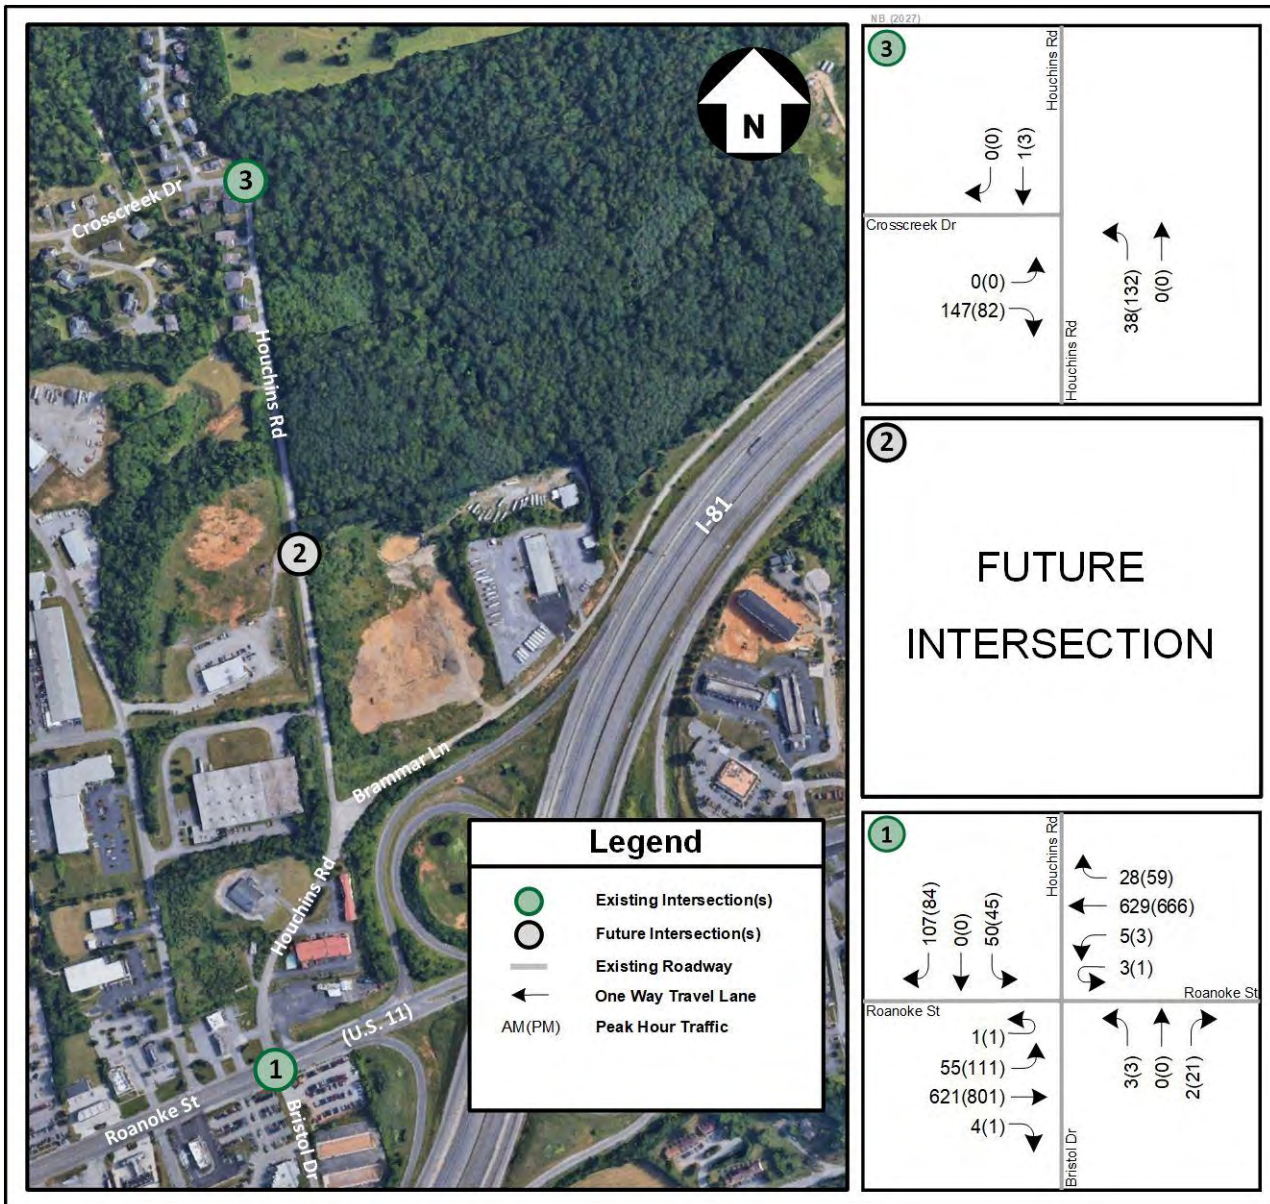 NB (2027)
3
Crosscreek Dr
Houchins Rd
2
I-81
Brammar Ln
Houchins Rd
(U.S. 11)
1
Roanoke St
Bristol Dr
N
Legend
Existing Intersection(s)
Future Intersection(s)
Existing Roadway
One Way Travel Lane
AM(PM) Peak Hour Traffic
3
Houchins Rd
0(0)
1(3)
Crosscreek Dr
0(0)
147(82)
38(132)
0(0)
Houchins Rd
2
FUTURE
INTERSECTION
1
Houchins Rd
107(84)
0(0)
50(45)
28(59)
629(666)
5(3)
3(1)
Roanoke St
Roanoke St
1(1)
55(111)
621(801)
4(1)
3(3)
0(0)
2(21)
Bristol Dr